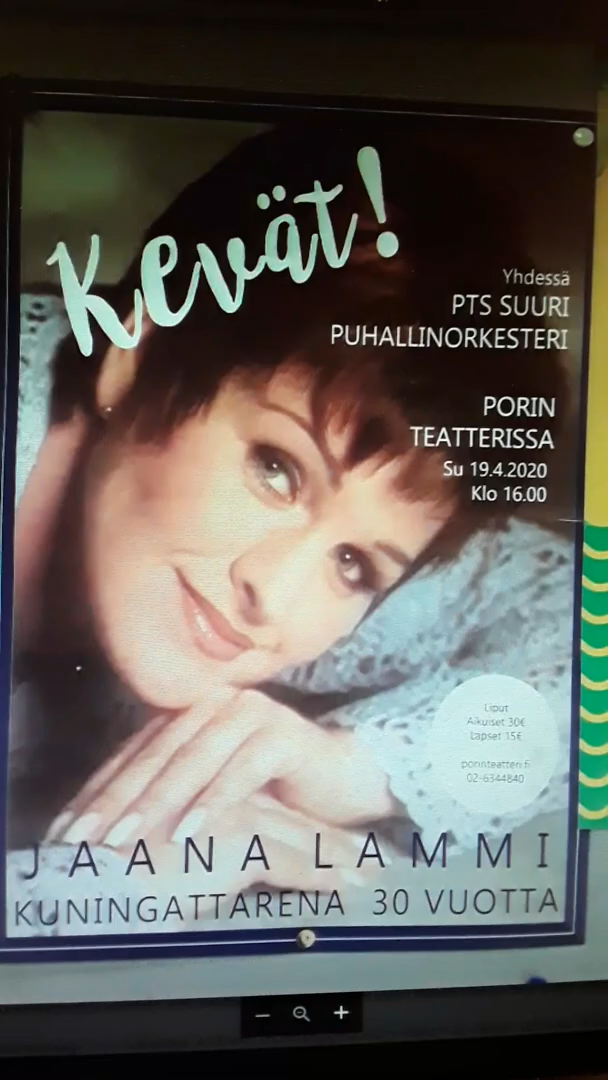 Kevät!
Yhdessä
PTS SUURI
PUHALLINORKESTERI
PORIN
TEATTERISSA
Su 19.4.2020
Klo 16.00
Liput
Aikuiset 30€
Lapset 15€
porinteatteri.fi
02-6344840
JAANA LAMMI
KUNINGATTARENA 30 VUOTTA